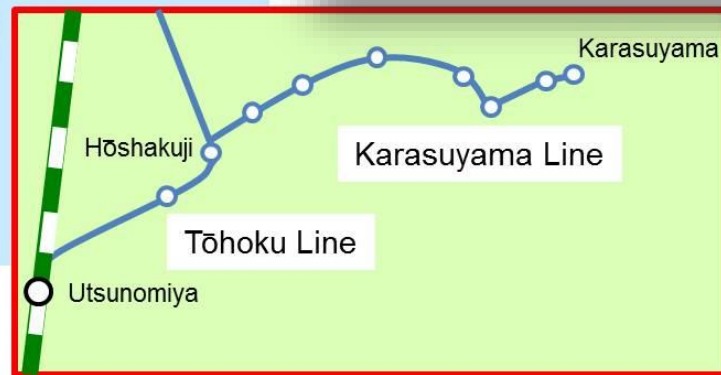 Karasuyama
Hōshakuji
Karasuyama Line
Tōhoku Line
Utsunomiya